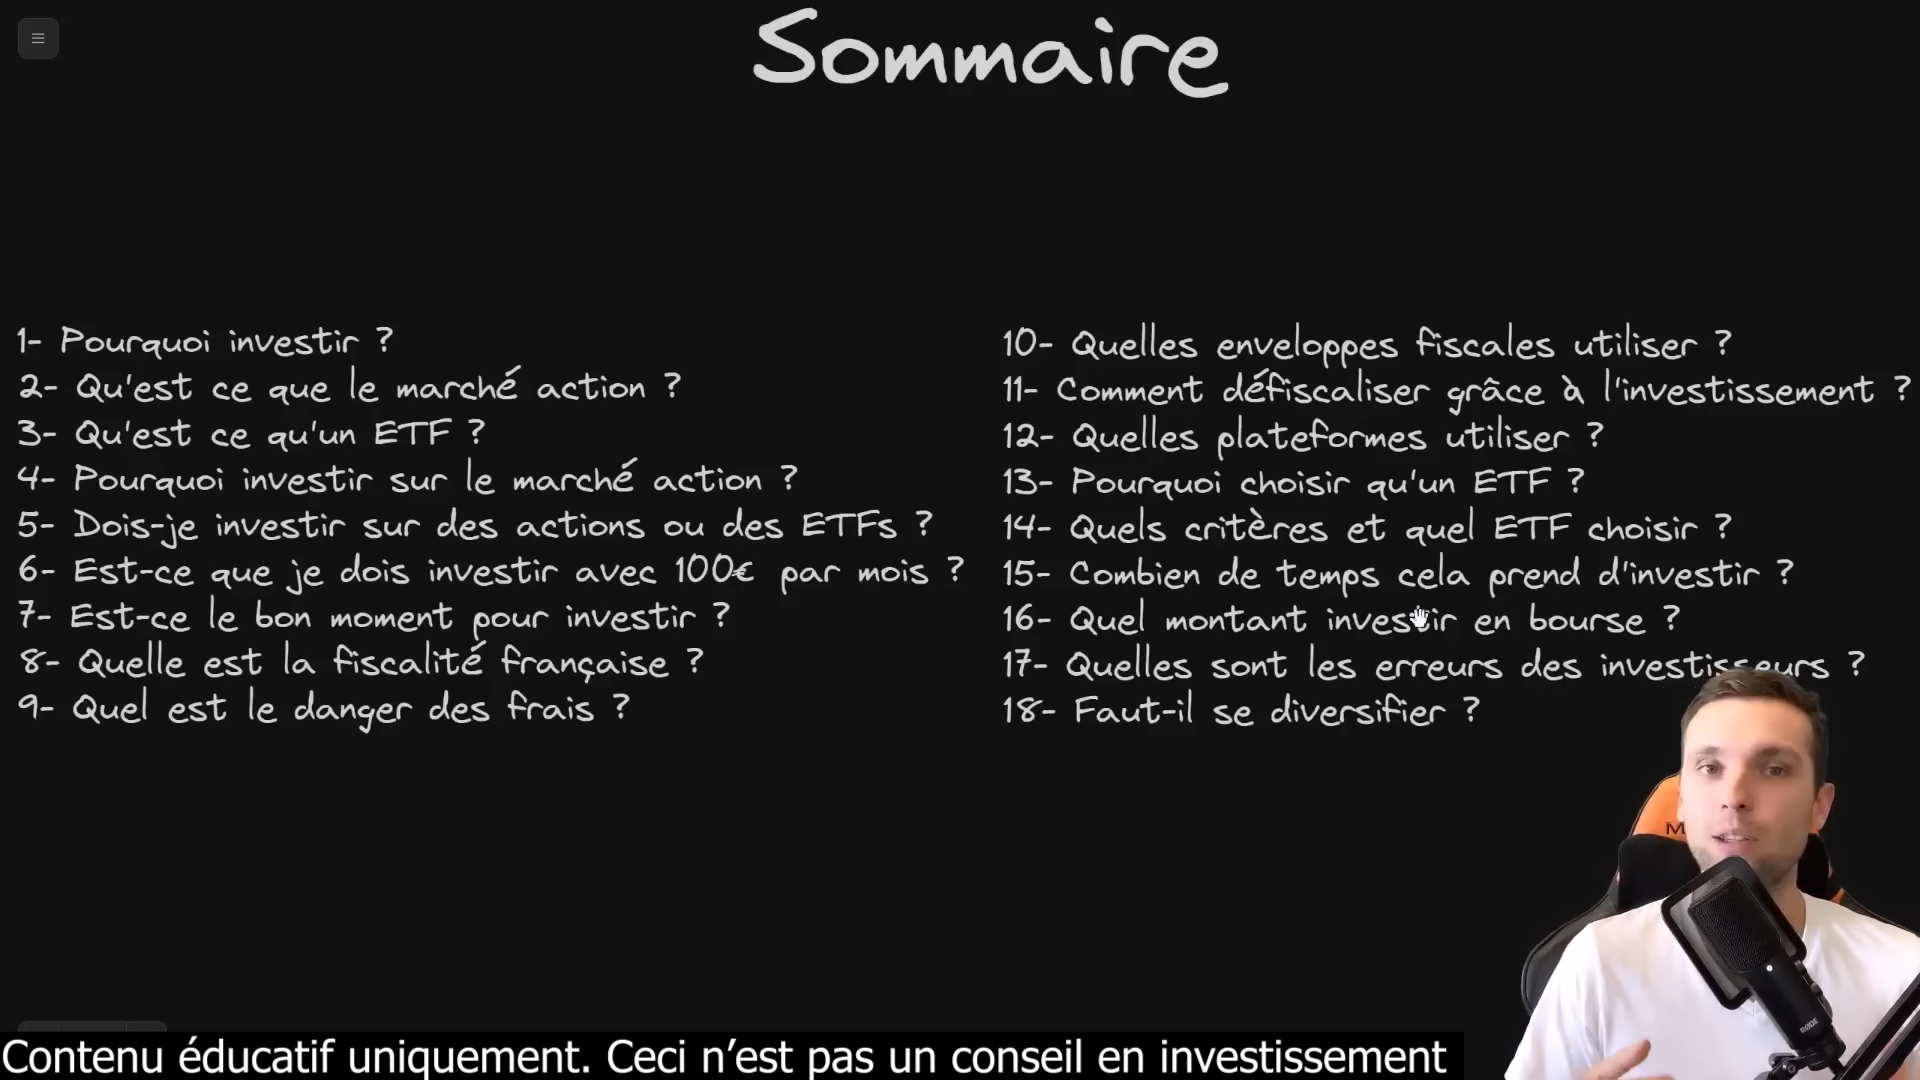 Sommaire
1- Pourquoi investir ?
2- Qu'est ce que le marché action ?
3- Qu'est ce qu'un ETF ?
4- Pourquoi investir sur le marché action ?
5- Dois-je investir sur des actions ou des ETFs ?
6- Est-ce que je dois investir avec 100€ par mois ?
7- Est-ce le bon moment pour investir ?
8- Quelle est la fiscalité française ?
9- Quel est le danger des frais ?
10- Quelles enveloppes fiscales utiliser ?
11- Comment défiscaliser grâce à l'investissement ?
12- Quelles plateformes utiliser ?
13- Pourquoi choisir qu'un ETF ?
14- Quels critères et quel ETF choisir ?
15- Combien de temps cela prend d'investir ?
16- Quel montant investir en bourse ?
17- Quelles sont les erreurs des investisseurs ?
18- Faut-il se diversifier ?
M
RØDE
Contenu éducatif uniquement. Ceci n’est pas un conseil en investissement